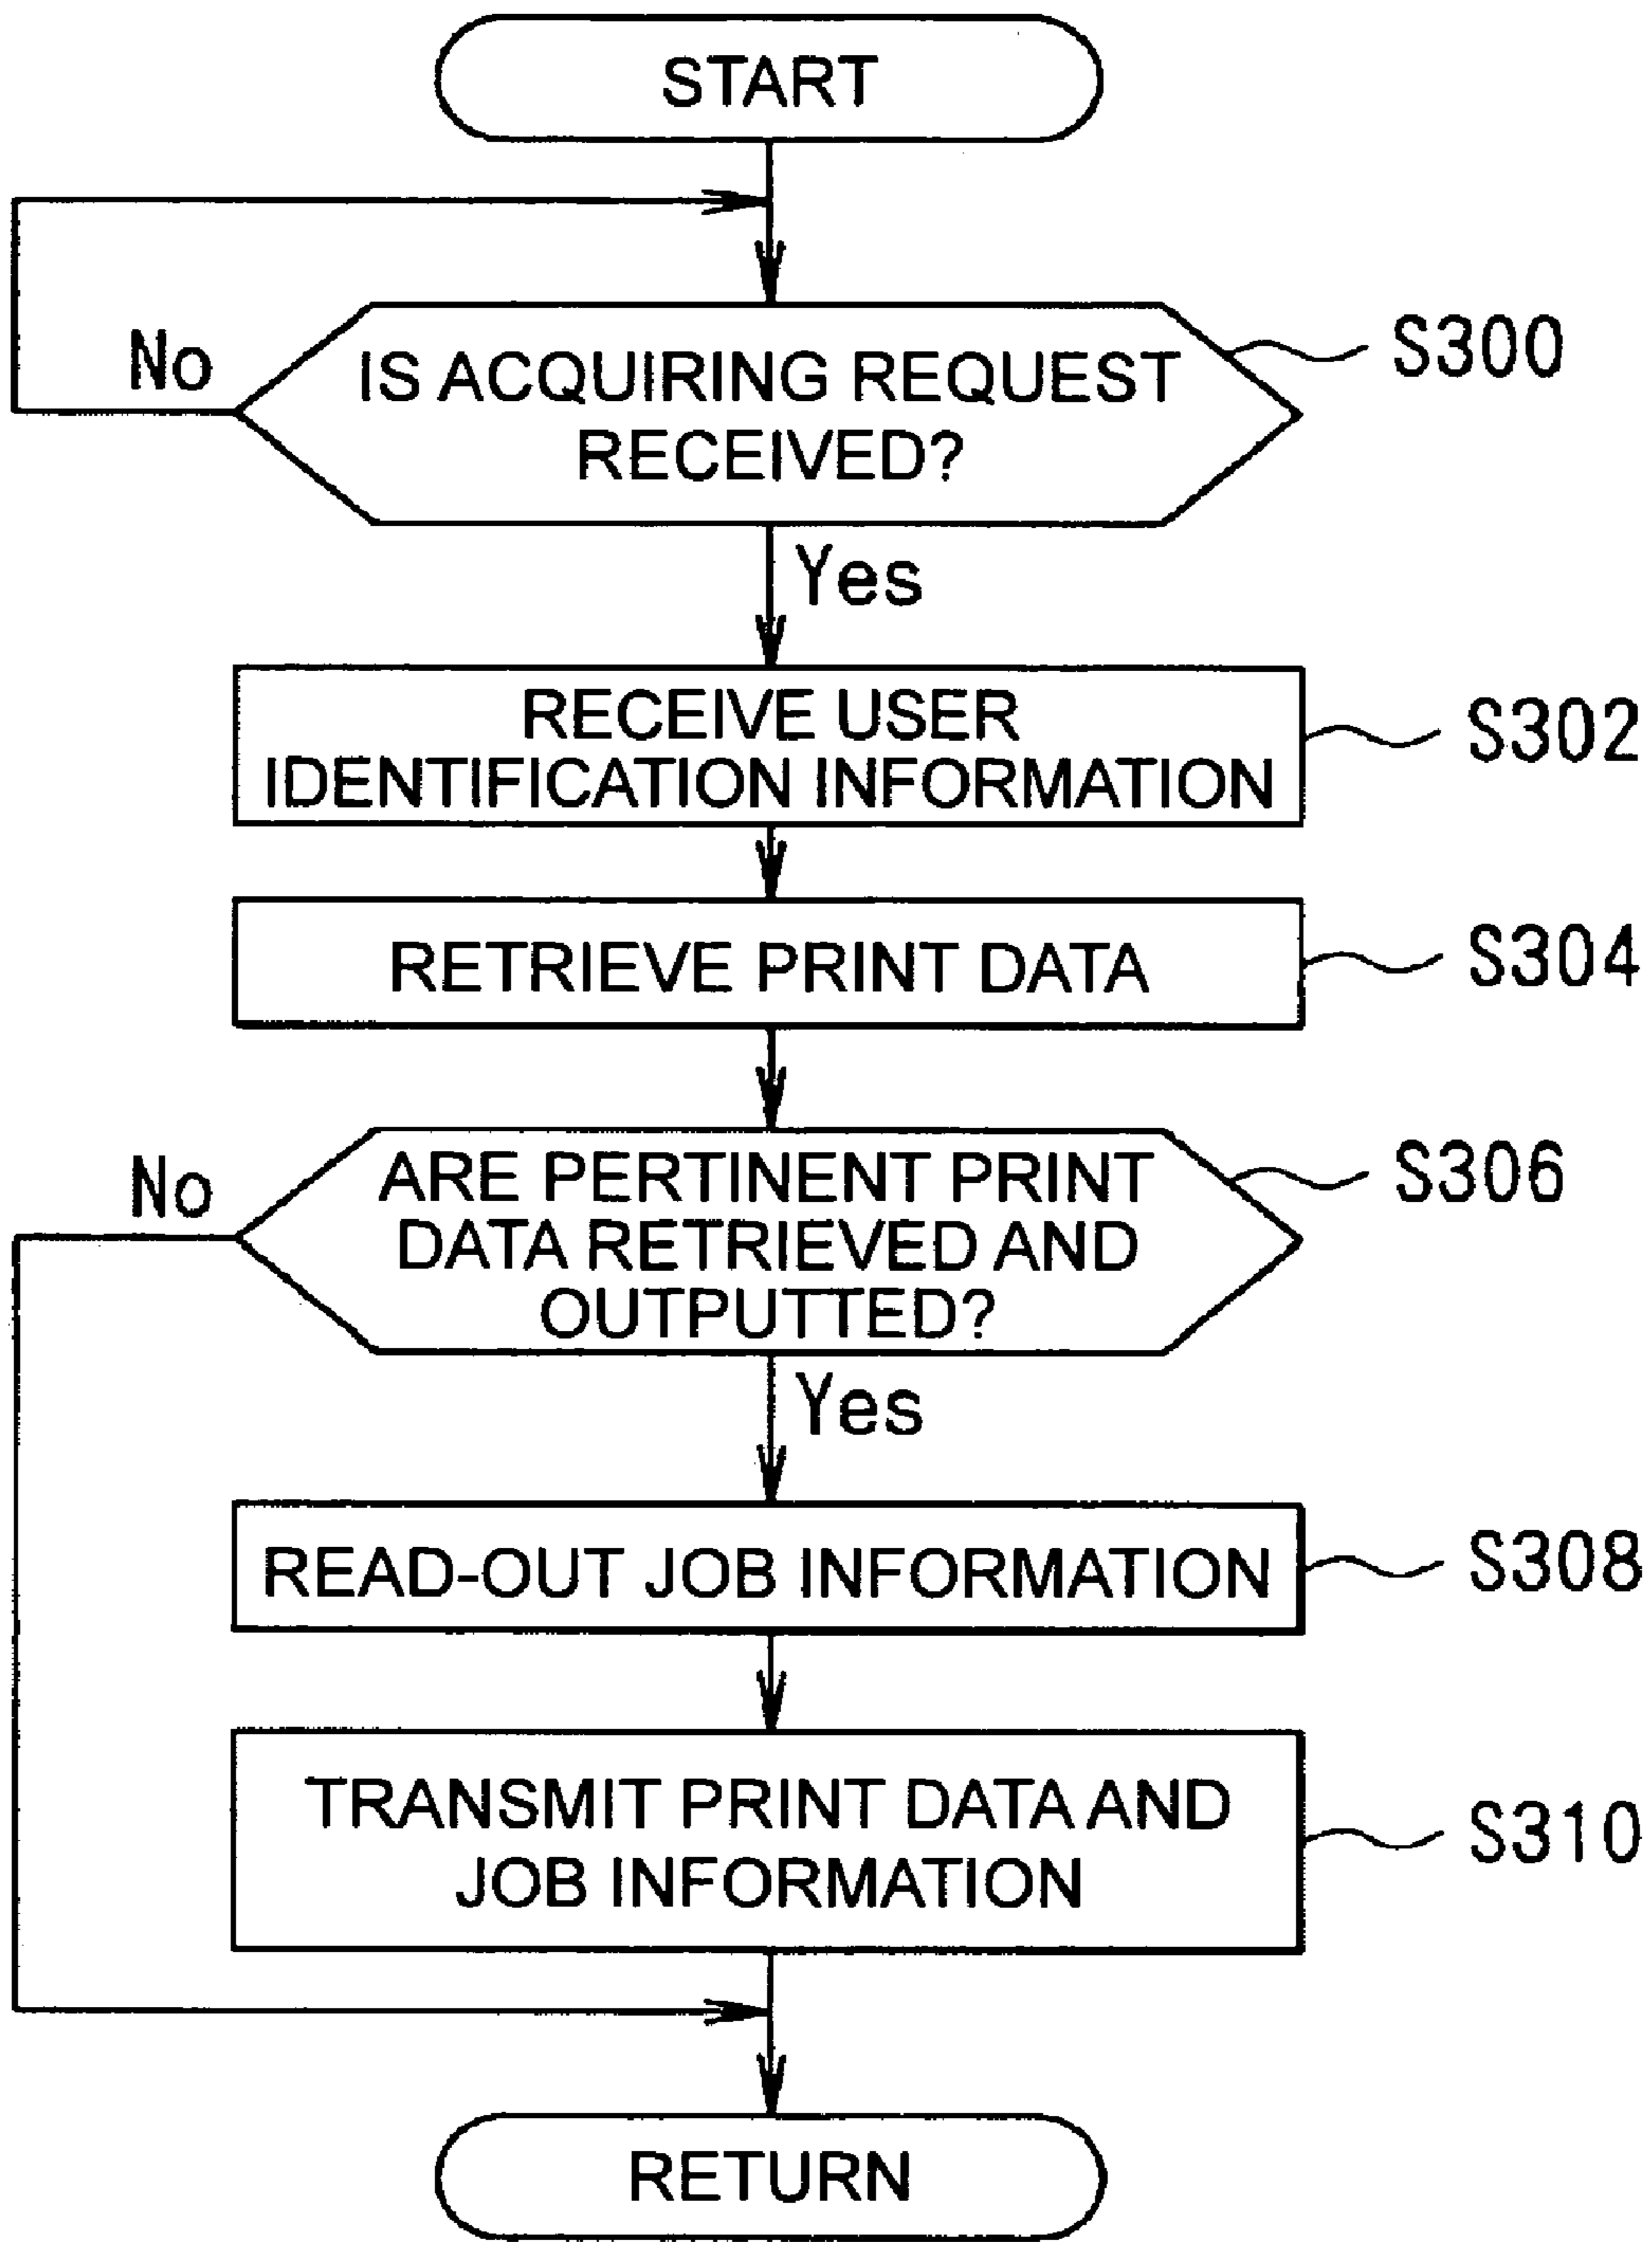 START
No
IS ACQUIRING REQUEST
RECEIVED?
S300
Yes
RECEIVE USER
IDENTIFICATION INFORMATION
S302
RETRIEVE PRINT DATA
S304
No
ARE PERTINENT PRINT
DATA RETRIEVED AND
OUTPUTTED?
S306
Yes
READ-OUT JOB INFORMATION
S308
TRANSMIT PRINT DATA AND
JOB INFORMATION
S310
RETURN